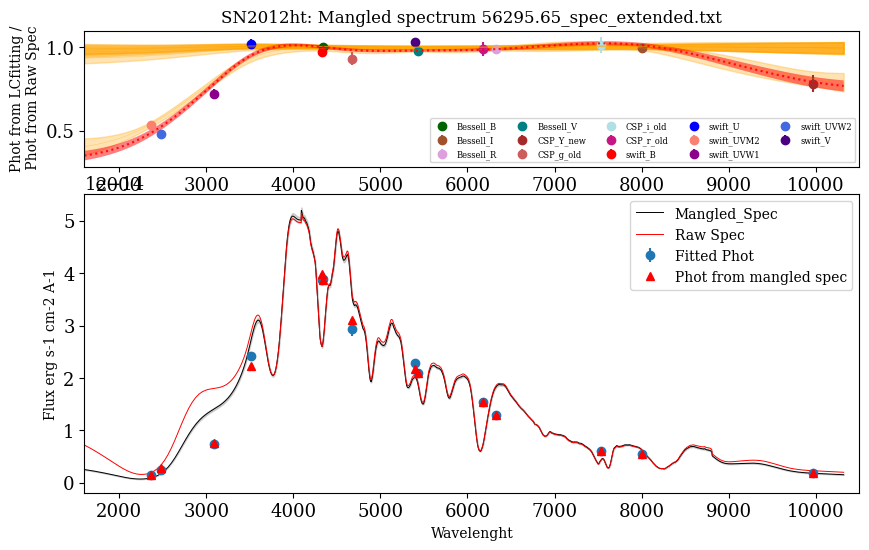 SN2012ht: Mangled spectrum 56295.65_spec_extended.txt
Phot from LCfitting /
Phot from Raw Spec
1.0
0.5
Bessell_B
Bessell_I
Bessell_R
Bessell_V
CSP_Y_new
CSP_g_old
CSP_i_old
CSP_r_old
swift_B
swift_U
swift_UVM2
swift_UVW1
swift_UVW2
swift_V
2000 3000 4000 5000 6000 7000 8000 9000 10000
1e−14
Flux erg s-1 cm-2 A-1
5
4
3
2
1
0
Mangled_Spec
Raw Spec
Fitted Phot
Phot from mangled spec
2000 3000 4000 5000 6000 7000 8000 9000 10000
Wavelenght